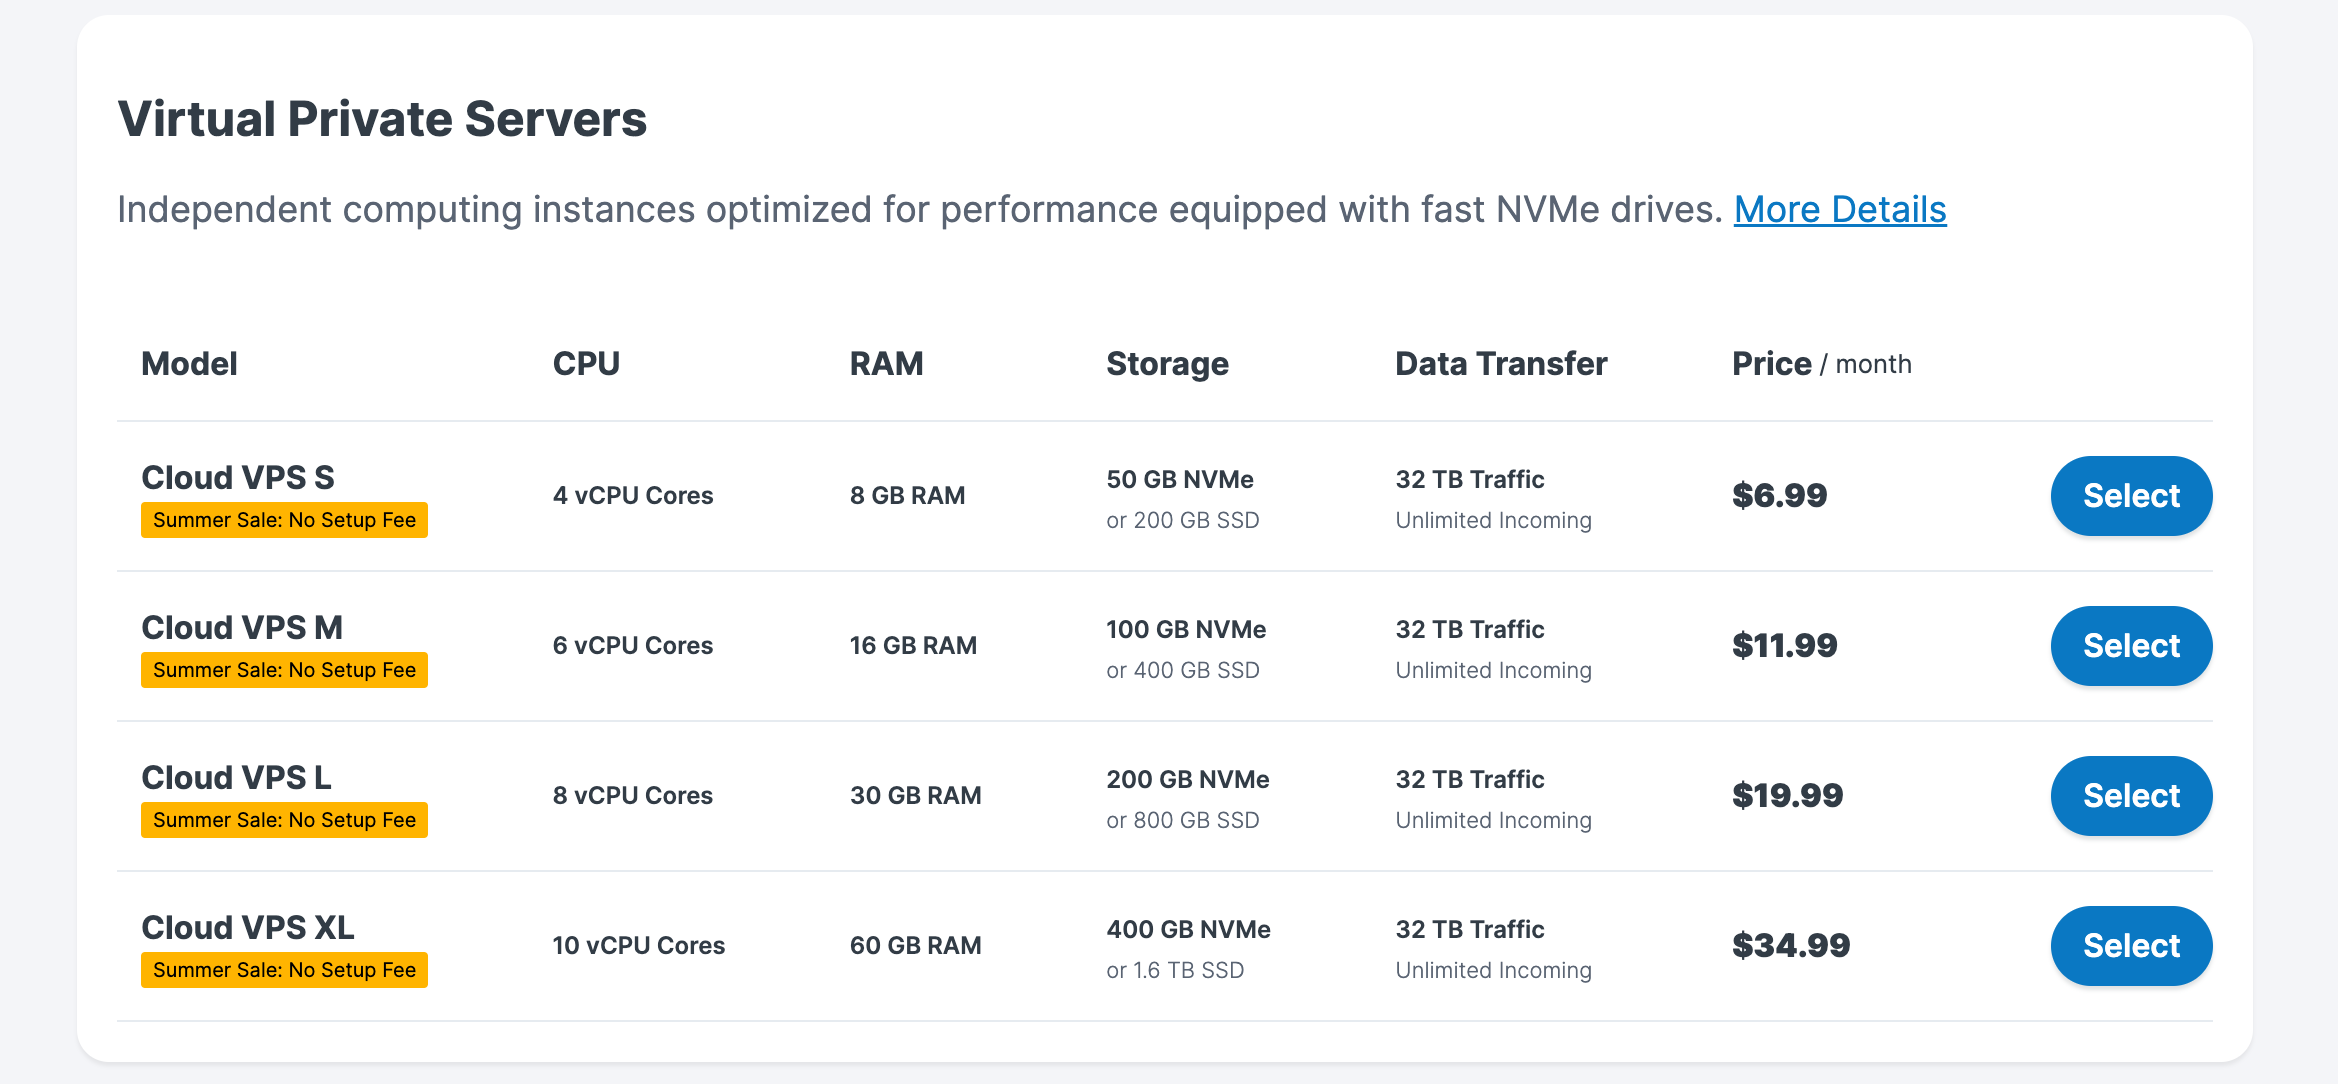 Virtual Private Servers
Independent computing instances optimized for performance equipped with fast NVMe drives. More Details
Model CPU RAM Storage Data Transfer Price / month
Cloud VPS S
Summer Sale: No Setup Fee
4 vCPU Cores
8 GB RAM
50 GB NVMe
or 200 GB SSD
32 TB Traffic
Unlimited Incoming
$6.99
Select
Cloud VPS M
Summer Sale: No Setup Fee
6 vCPU Cores
16 GB RAM
100 GB NVMe
or 400 GB SSD
32 TB Traffic
Unlimited Incoming
$11.99
Select
Cloud VPS L
Summer Sale: No Setup Fee
8 vCPU Cores
30 GB RAM
200 GB NVMe
or 800 GB SSD
32 TB Traffic
Unlimited Incoming
$19.99
Select
Cloud VPS XL
Summer Sale: No Setup Fee
10 vCPU Cores
60 GB RAM
400 GB NVMe
or 1.6 TB SSD
32 TB Traffic
Unlimited Incoming
$34.99
Select